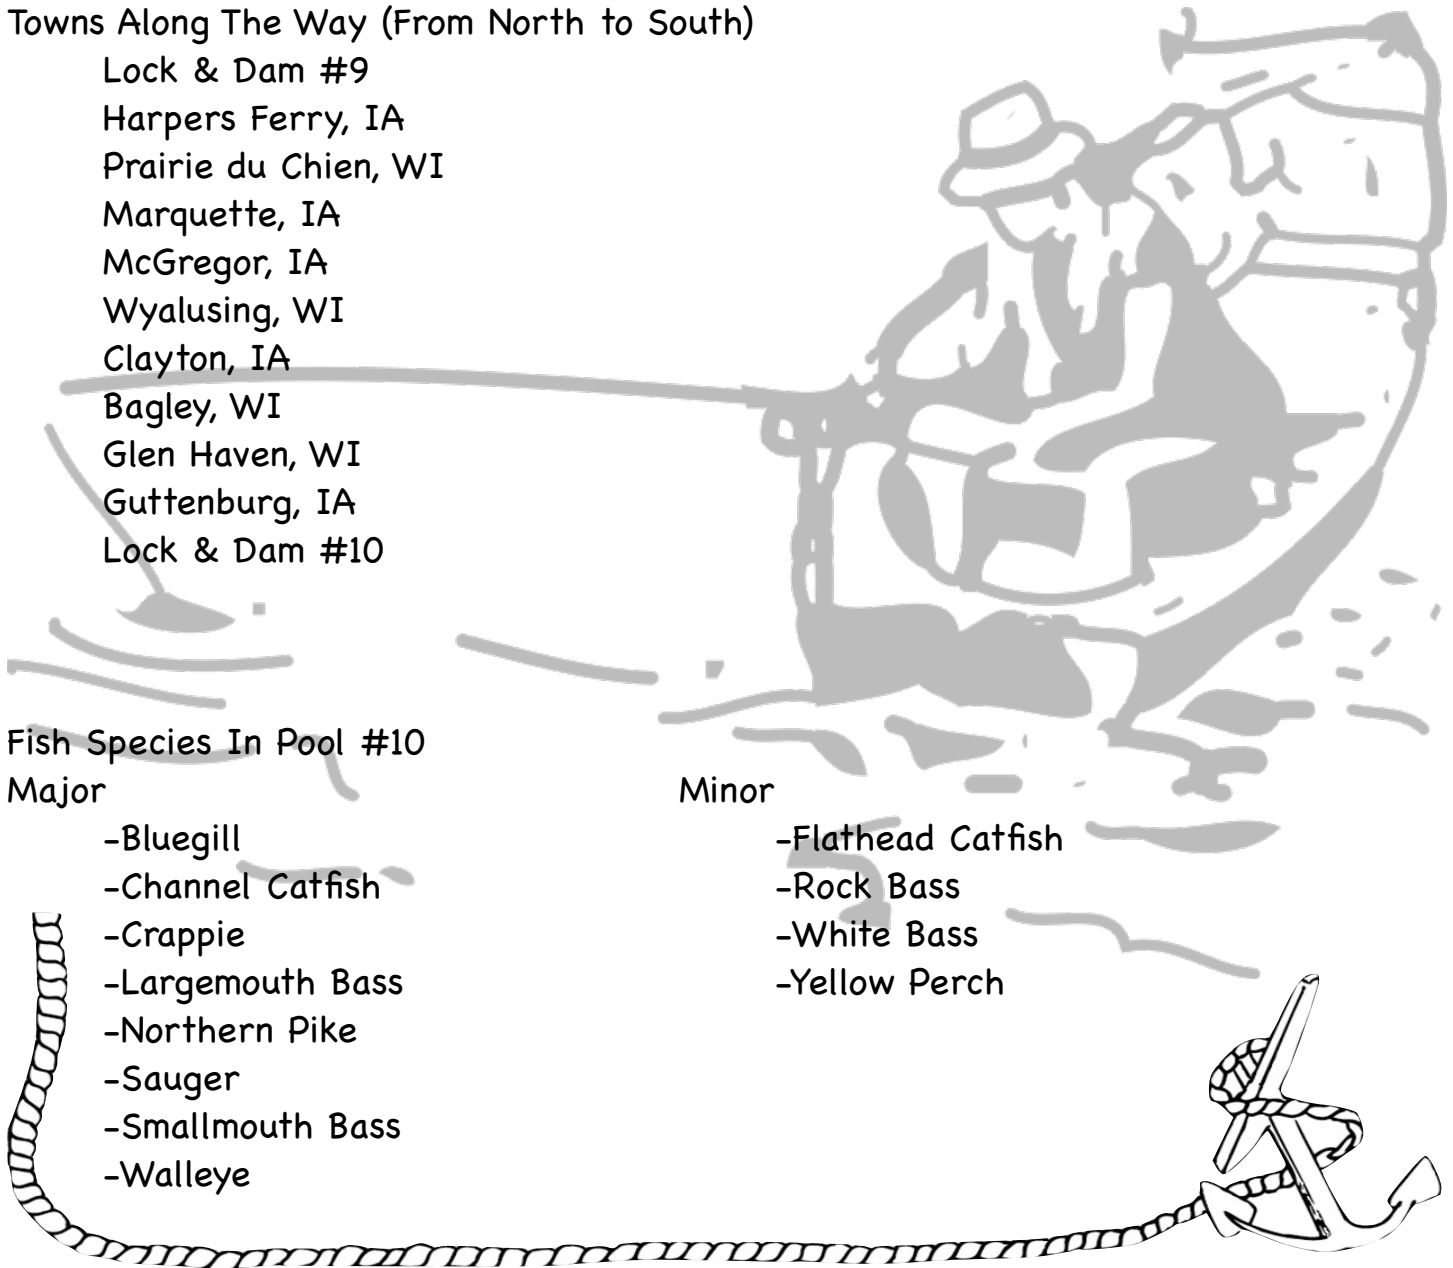 Towns Along The Way (From North to South)
Lock & Dam #9
Harpers Ferry, IA
Prairie du Chien, WI
Marquette, IA
McGregor, IA
Wyalusing, WI
Clayton, IA
Bagley, WI
Glen Haven, WI
Guttenburg, IA
Lock & Dam #10
Fish Species In Pool #10
Major
-Bluegill
-Channel Catfish
-Crappie
-Largemouth Bass
-Northern Pike
-Sauger
-Smallmouth Bass
-Walleye
Minor
-Flathead Catfish
-Rock Bass
-White Bass
-Yellow Perch